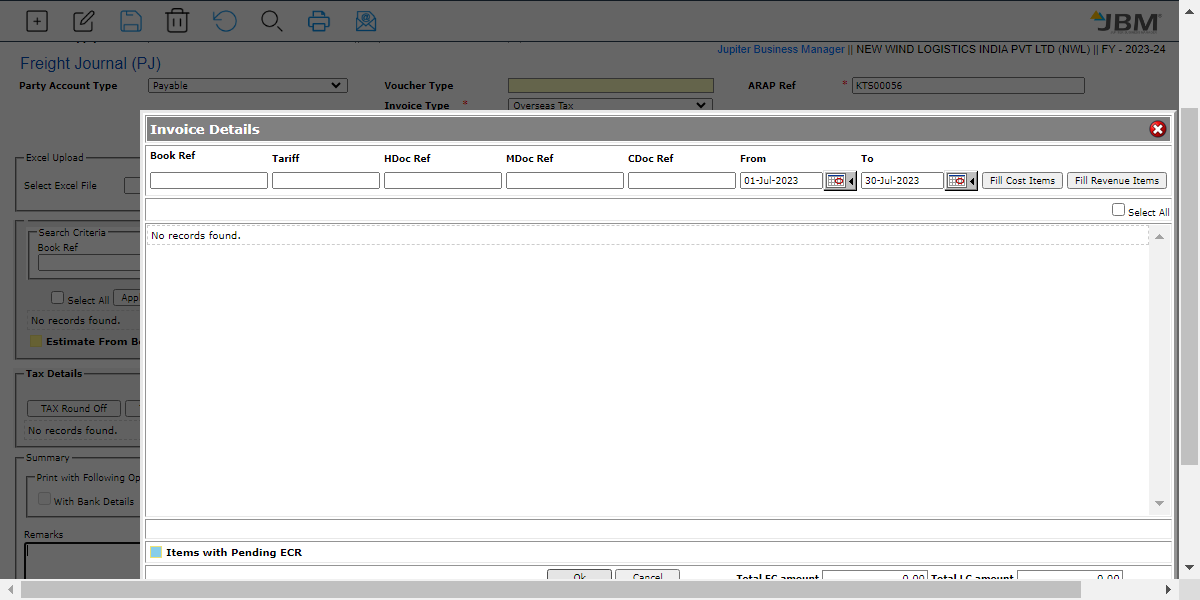 JBM
Jupiter Business Manager || NEW WIND LOGISTICS INDIA PVT LTD (NWL) || FY - 2023-24
Freight Journal (PJ)
Party Account Type Payable Voucher Type ARAP Ref * KTS00056
Invoice Type * Overseas Tax
Invoice Details
Book Ref Tariff HDoc Ref MDoc Ref CDoc Ref From To
01-Jul-2023 30-Jul-2023 Fill Cost Items Fill Revenue Items
Select All
No records found.
Items with Pending ECR
Ok Cancel Total FC amount 0.00 Total LC amount 0.00
Excel Upload
Select Excel File
Search Criteria
Book Ref
Select All App
No records found.
Estimate From B
Tax Details
TAX Round Off
No records found.
Summary
Print with Following Op
With Bank Details
Remarks